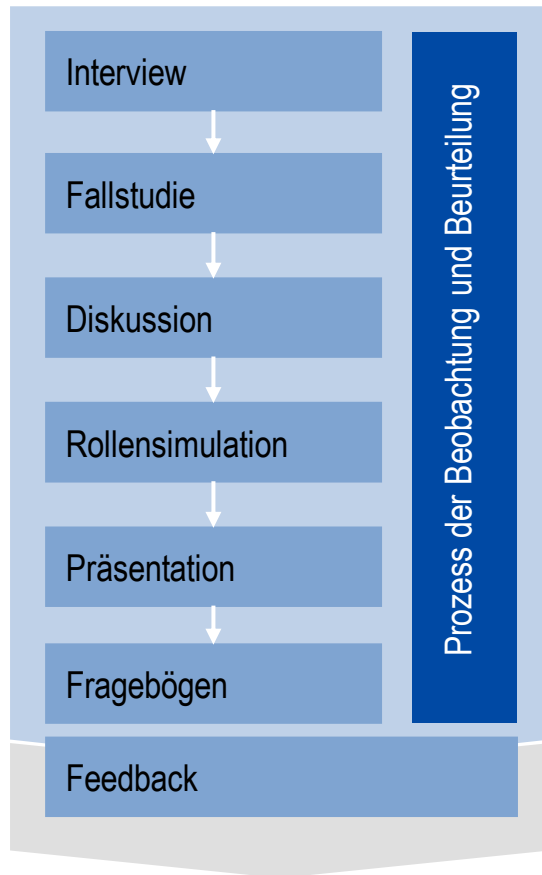 Interview
Fallstudie
Diskussion
Rollensimulation
Präsentation
Fragebögen
Feedback
Prozess der Beobachtung und Beurteilung